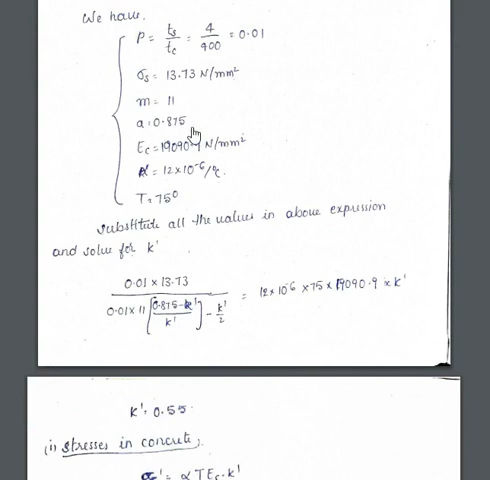 We have,
P = ts/tc = 4/400 = 0.01
σs = 13.73 N/mm²
m = 11
a = 0.875
Ec = 19090.9 N/mm²
α = 12×10⁻⁶/°C.
T = 75°
Substitute all the values in above expression
and solve for k'
0.01 × 13.73 / 0.01 × 11 [0.875-k' / k'] - k'/2 = 12×10⁻⁶ × 75 × 19090.9 × k'
k' = 0.55.
(i) stresses in concrete,
σc' = α T Ec. k'